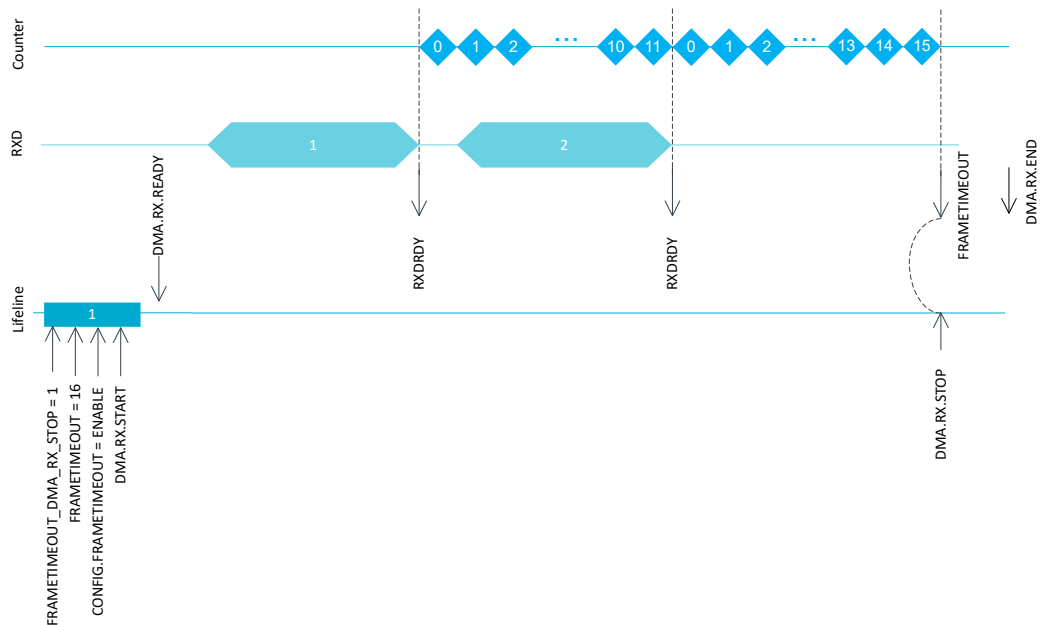 Counter
0 1 2 ... 10 11 0 1 2 ... 13 14 15
RXD
1
2
DMA.RX.READY
RXDRDY
RXDRDY
FRAMETIMEOUT
DMA.RX.END
Lifeline
1
FRAMETIMEOUT_DMA_RX_STOP = 1
FRAMETIMEOUT = 16
CONFIG.FRAMETIMEOUT = ENABLE
DMA.RX.START
DMA.RX.STOP